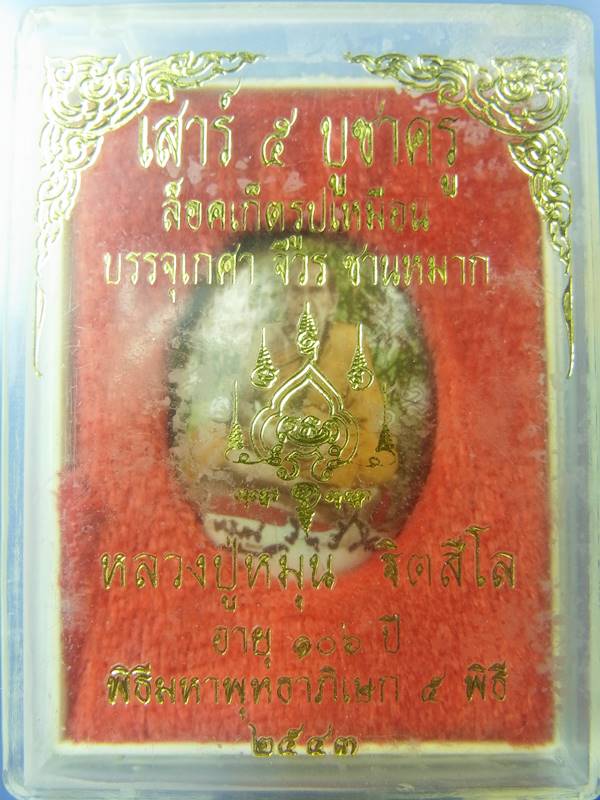 เสาร์ ๕ บูชาครู
ล็อคเก็ตรูปเหมือน
บรรจุเกศา จีวร ชานหมาก
หลวงปู่หมุน ฐิตสีโล
อายุ ๑๐๖ ปี
พิธีมหาพุทธาภิเษก ๕ พิธี
๒๕๔๓